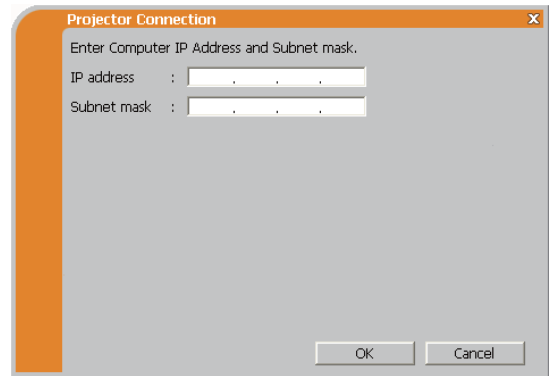 Projector Connection X
Enter Computer IP Address and Subnet mask.
IP address : . . .
Subnet mask : . . .
OK Cancel